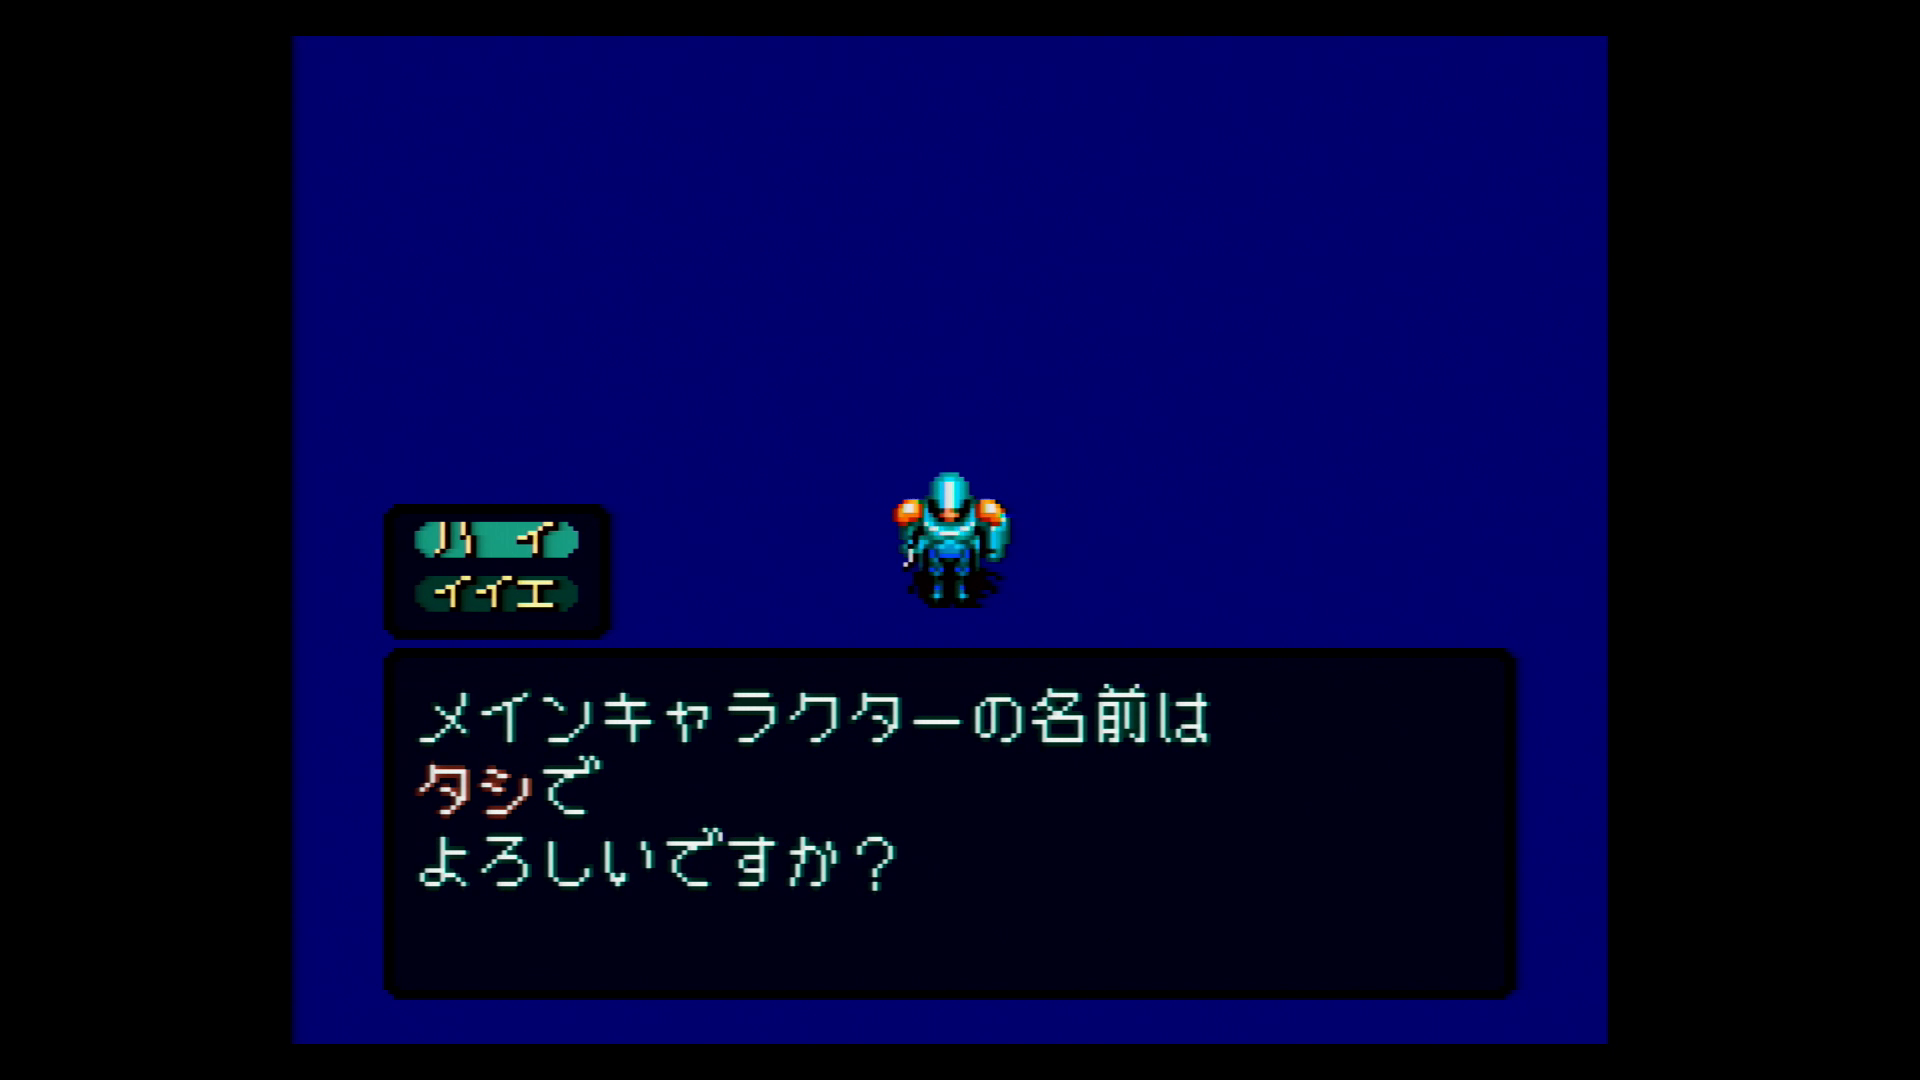 ハイ
イイエ
メインキャラクターの名前は
タシで
よろしいですか？